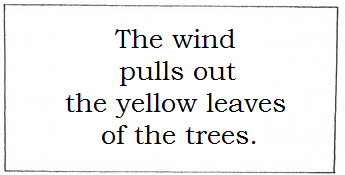 The wind
pulls out
the yellow leaves
of the trees.